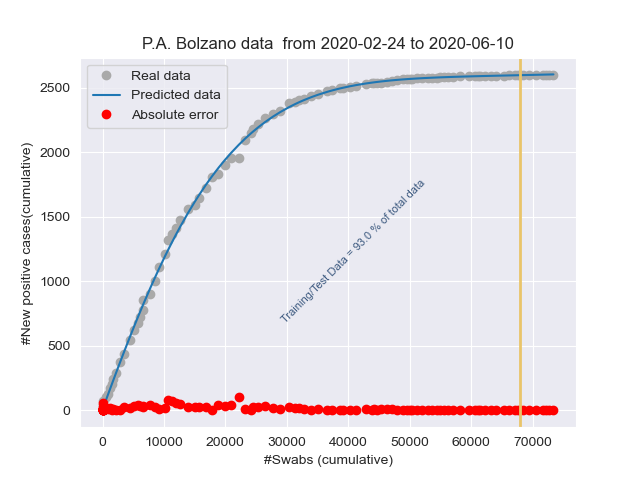 P.A. Bolzano data  from 2020-02-24 to 2020-06-10
Real data
Predicted data
Absolute error
#New positive cases(cumulative)
2500
2000
1500
1000
500
0
Training/Test Data = 93.0 % of total data
0 10000 20000 30000 40000 50000 60000 70000
#Swabs (cumulative)